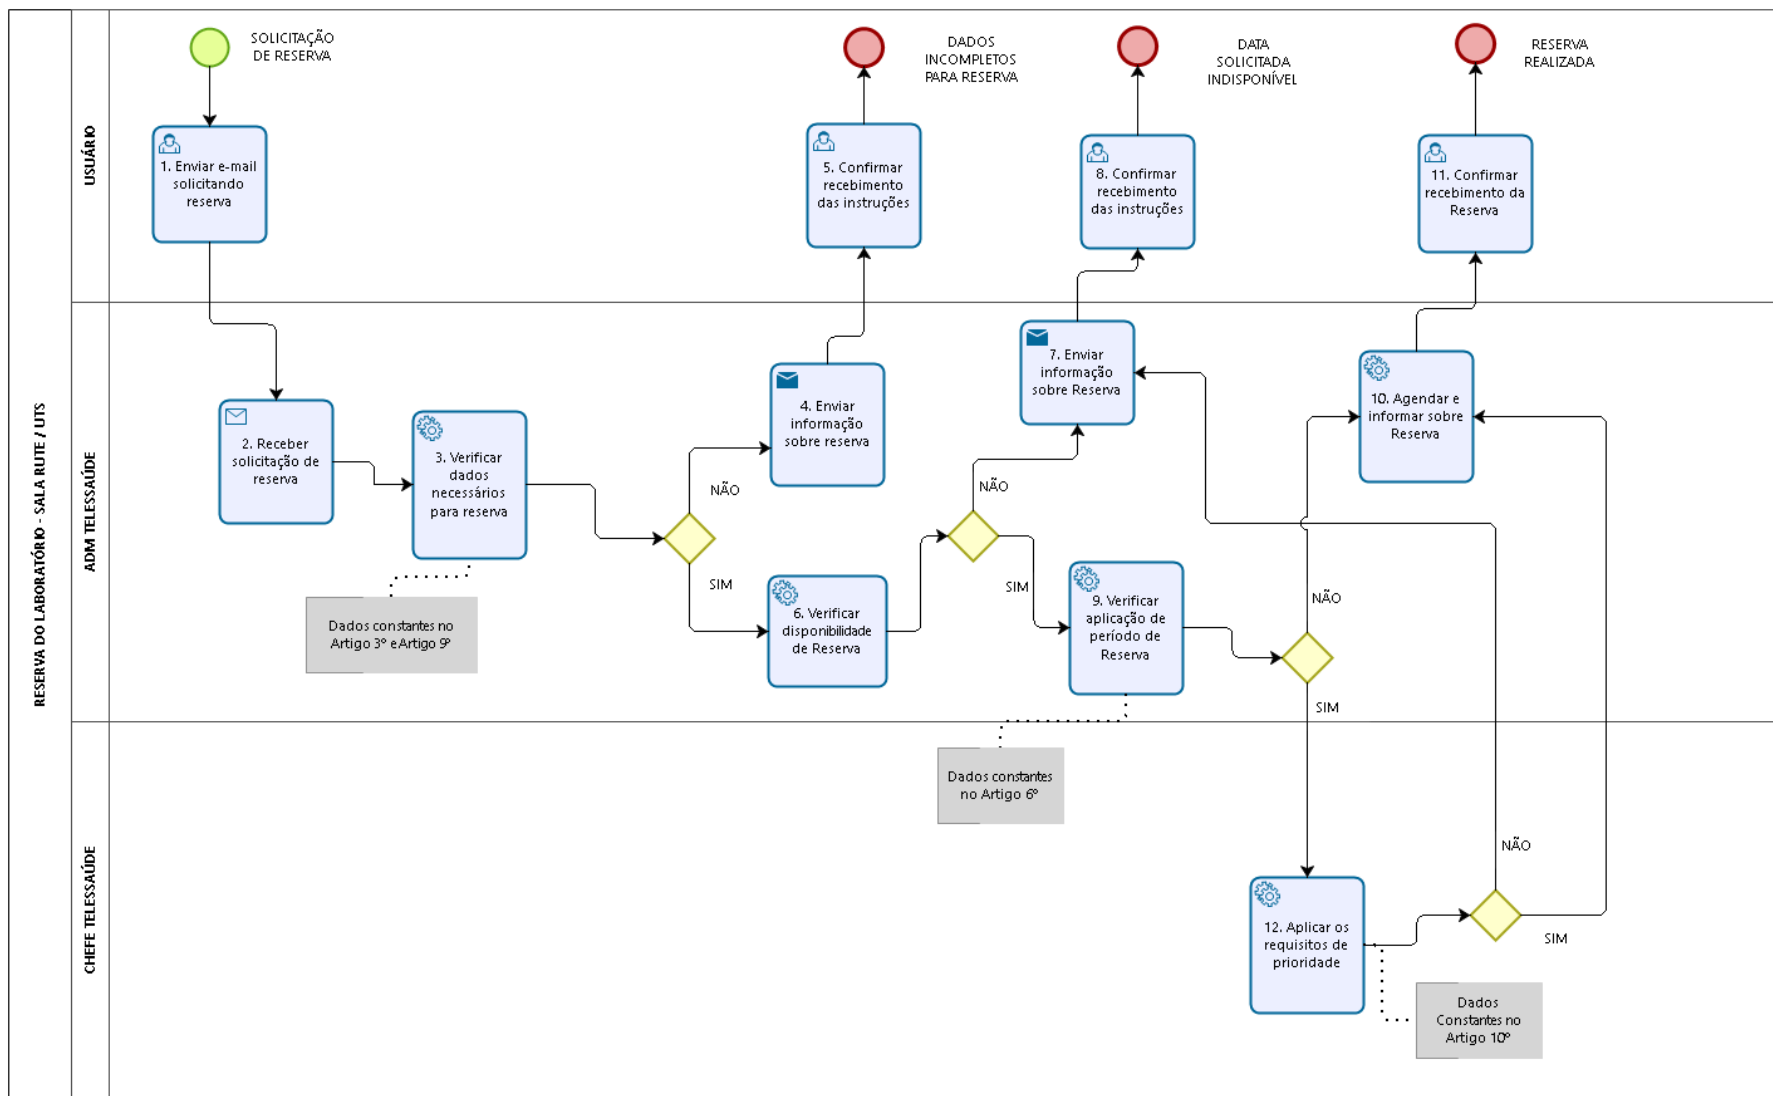 RESERVA DO LABORATÓRIO - SALA RUTE / UTS
USUÁRIO
SOLICITAÇÃO
DE RESERVA
1. Enviar e-mail
solicitando
reserva
DADOS
INCOMPLETOS
PARA RESERVA
5. Confirmar
recebimento
das instruções
DATA
SOLICITADA
INDISPONÍVEL
8. Confirmar
recebimento
das instruções
RESERVA
REALIZADA
11. Confirmar
recebimento da
Reserva
ADM TELESSAÚDE
2. Receber
solicitação de
reserva
3. Verificar
dados
necessários
para reserva
Dados constantes no
Artigo 3º e Artigo 9º
NÃO
SIM
4. Enviar
informação
sobre reserva
6. Verificar
disponibilidade
de Reserva
NÃO
SIM
7. Enviar
informação
sobre Reserva
9. Verificar
aplicação de
período de
Reserva
NÃO
SIM
10. Agendar e
informar sobre
Reserva
CHEFE TELESSAÚDE
Dados constantes
no Artigo 6º
12. Aplicar os
requisitos de
prioridade
NÃO
SIM
Dados
Constantes no
Artigo 10º